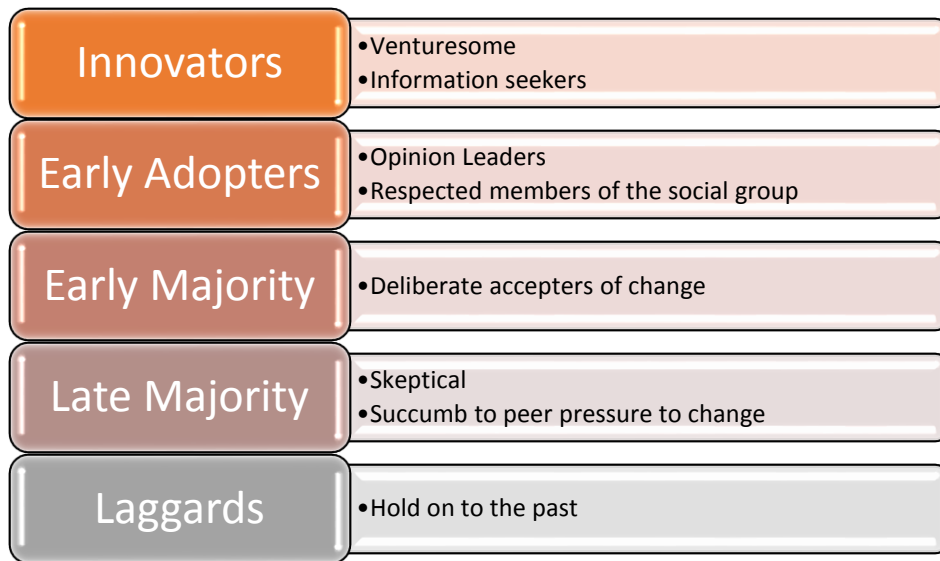 Innovators
•Venturesome
•Information seekers
Early Adopters
•Opinion Leaders
•Respected members of the social group
Early Majority
•Deliberate accepters of change
Late Majority
•Skeptical
•Succumb to peer pressure to change
Laggards
•Hold on to the past